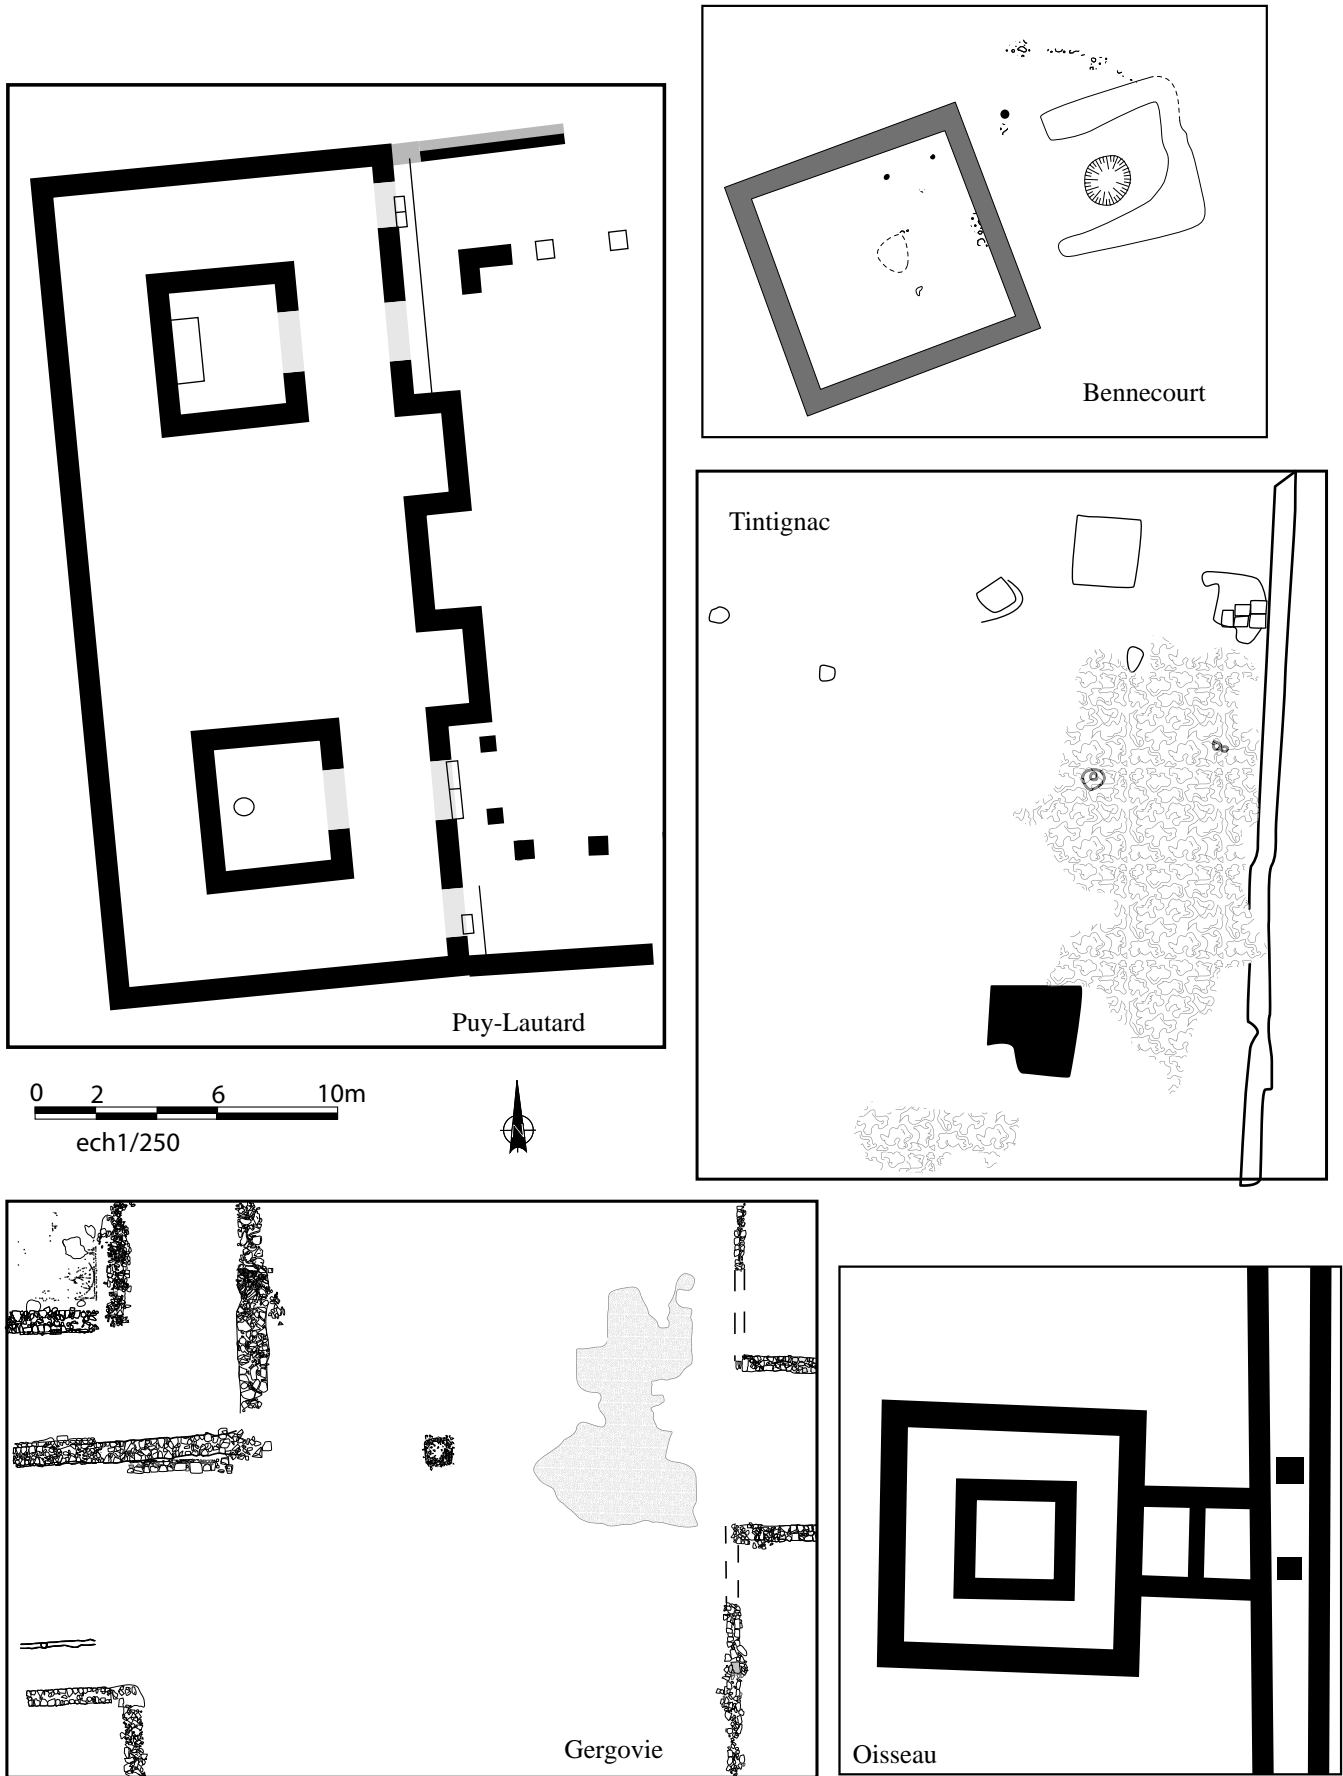 Bennecourt
Tintignac
Puy-Lautard
0 2 6 10m
ech1/250
N
Gergovie
Oisseau